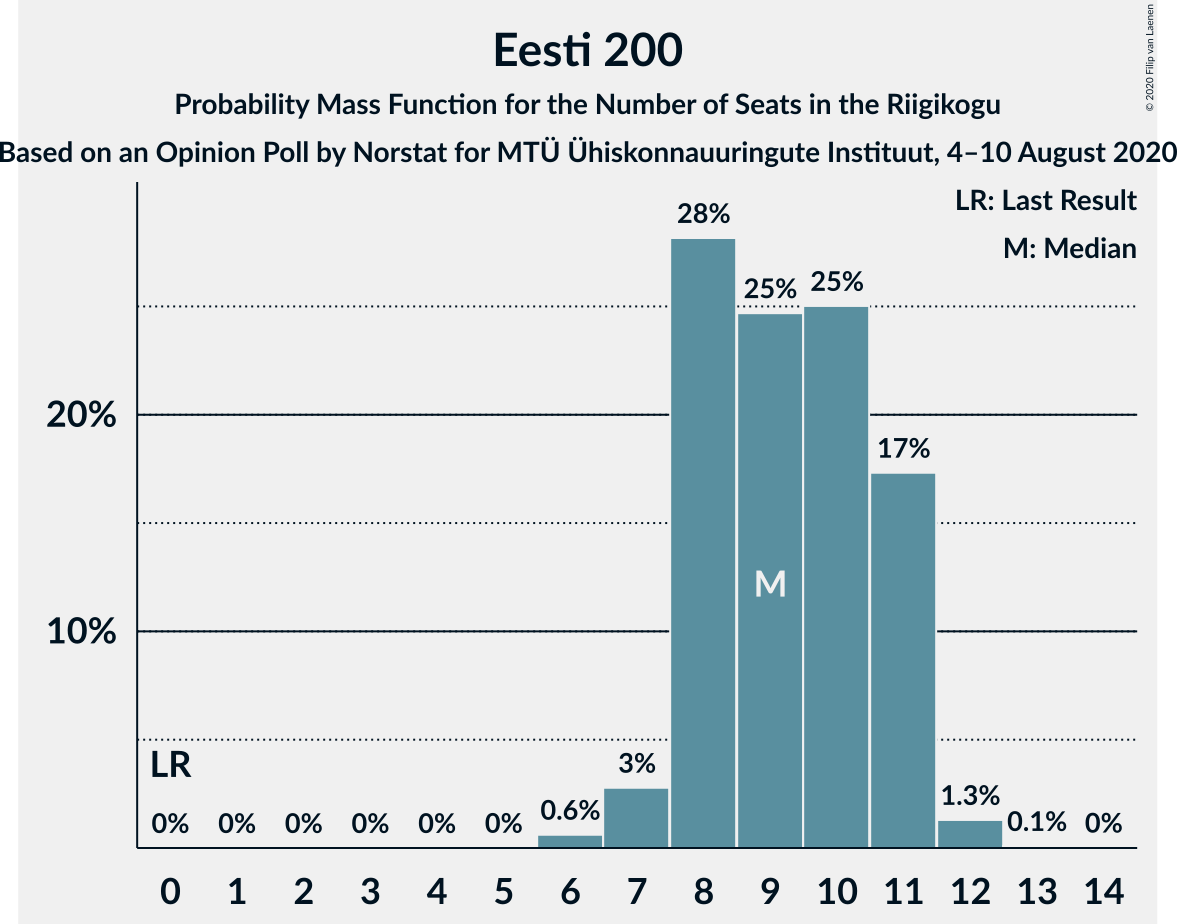 Eesti 200
Probability Mass Function for the Number of Seats in the Riigikogu
Based on an Opinion Poll by Norstat for MTÜ Ühiskonnauuringute Instituut, 4–10 August 2020
© 2020 Filip van Laenen
LR: Last Result
M: Median
28%
25%
25%
20%
17%
M
10%
LR
3%
0% 0% 0% 0% 0% 0% 0.6% 1.3% 0.1% 0%
0 1 2 3 4 5 6 7 8 9 10 11 12 13 14